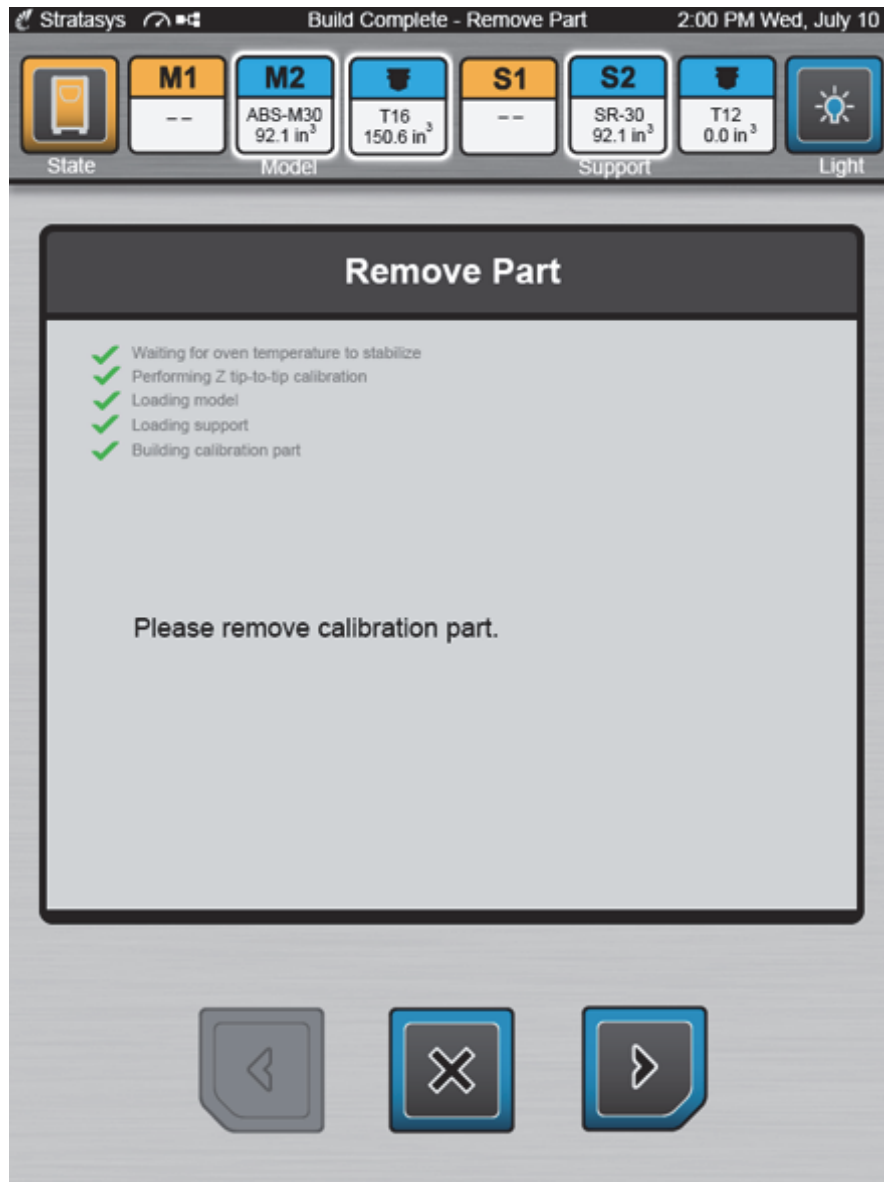 Stratasys Build Complete - Remove Part 2:00 PM Wed, July 10
M1 M2 S1 S2
-- ABS-M30 T16 -- SR-30 T12
92.1 in³ 150.6 in³ 92.1 in³ 0.0 in³
State Model Support Light
Remove Part
Waiting for oven temperature to stabilize
Performing Z tip-to-tip calibration
Loading model
Loading support
Building calibration part
Please remove calibration part.